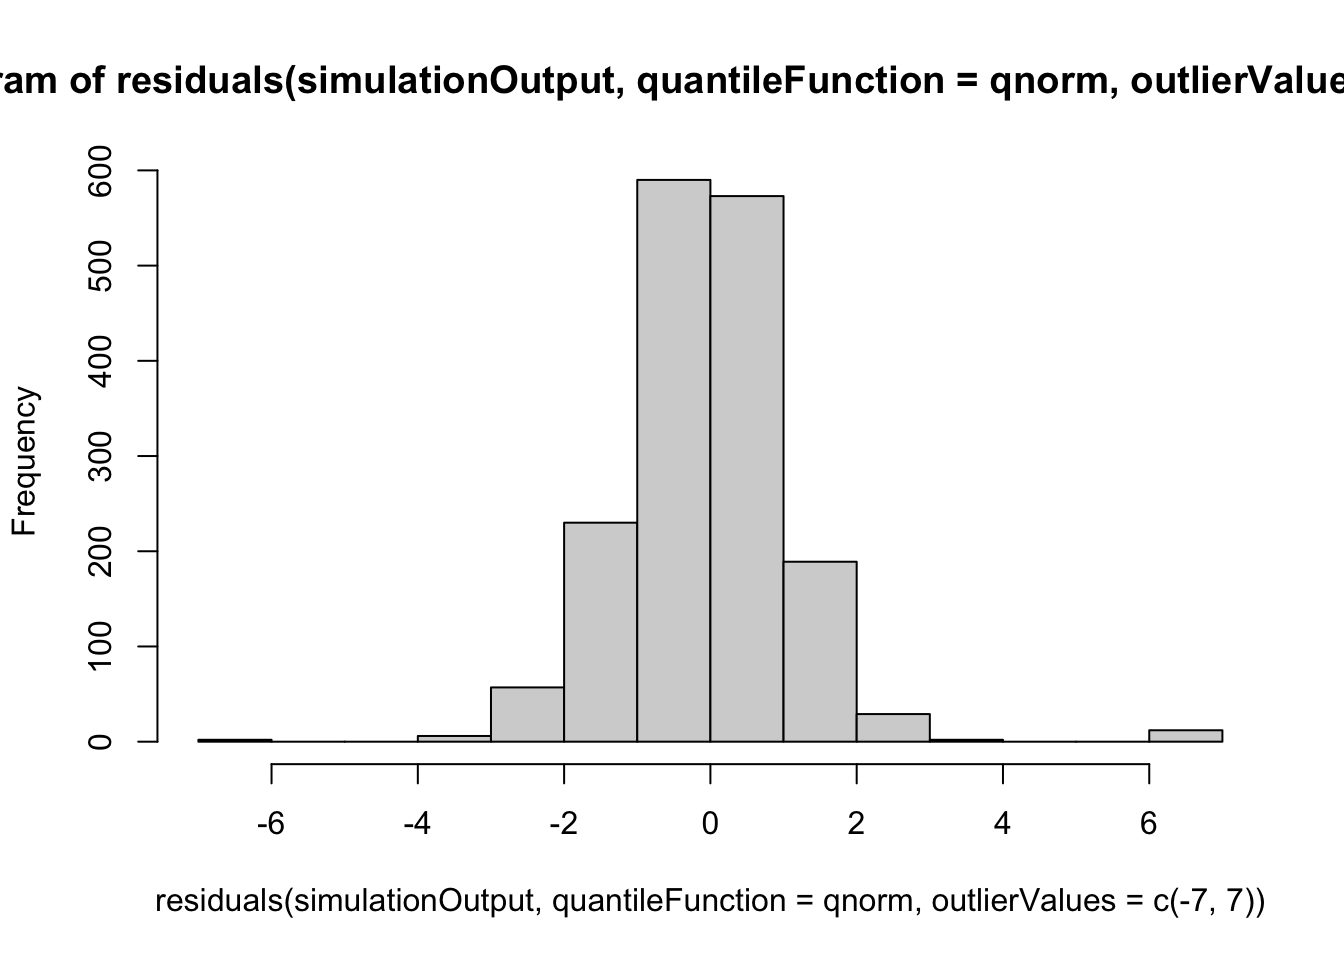 ram of residuals(simulationOutput, quantileFunction = qnorm, outlierValue
600
500
400
300
200
100
0
Frequency
-6 -4 -2 0 2 4 6
residuals(simulationOutput, quantileFunction = qnorm, outlierValues = c(-7, 7))